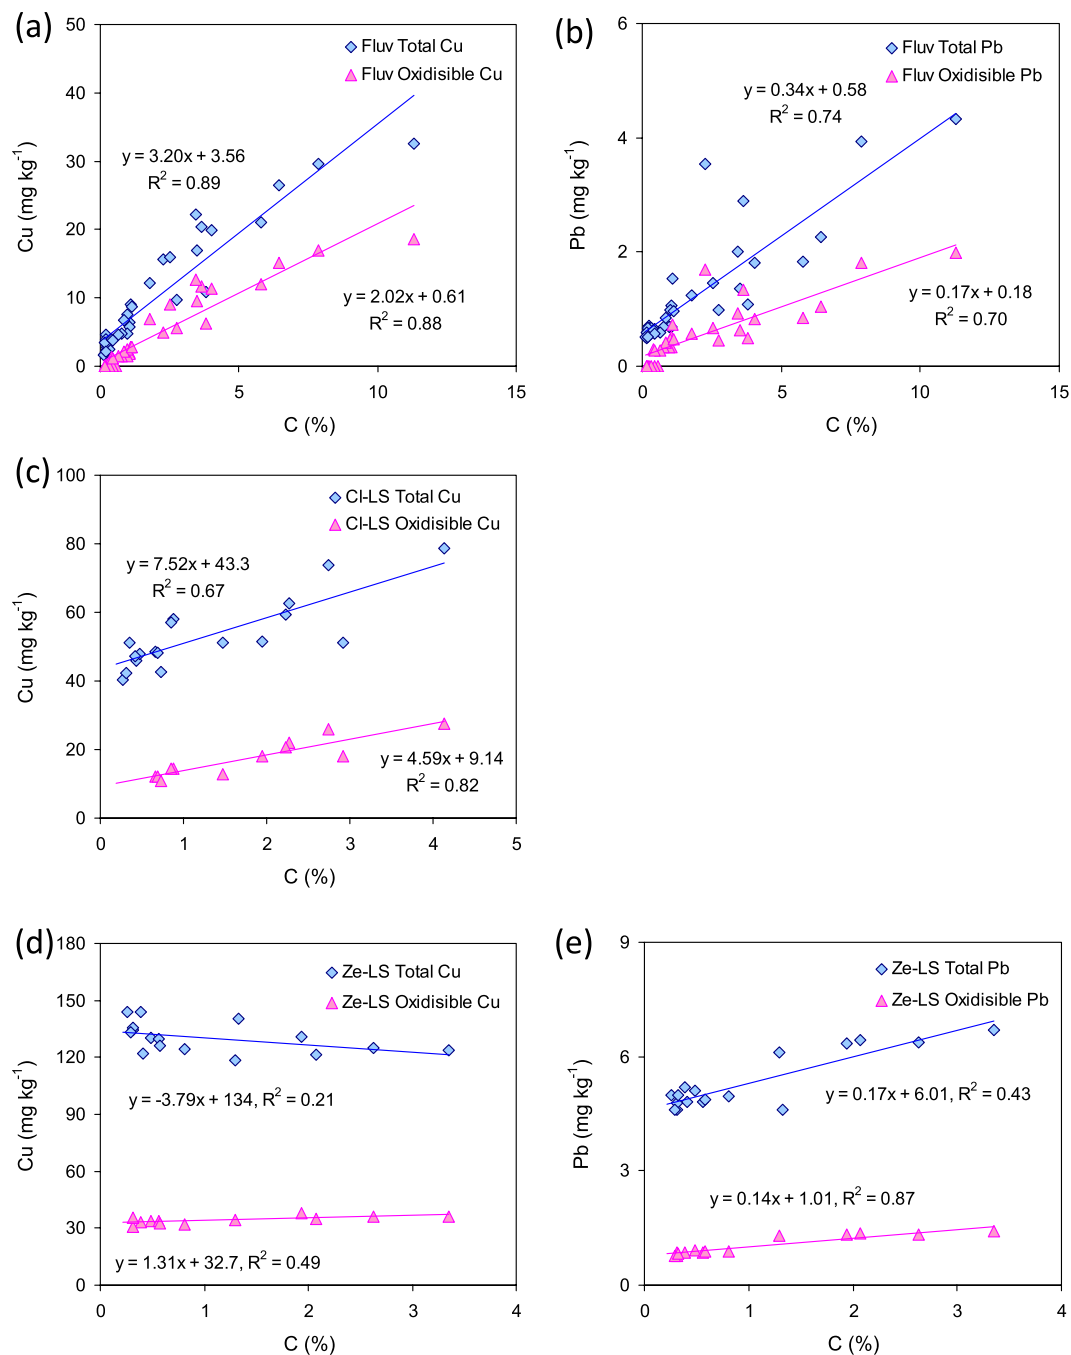 (a)
50
40
30
20
10
0
Cu (mg kg-1)
Fluv Total Cu
Fluv Oxidisible Cu
y = 3.20x + 3.56
R2 = 0.89
y = 2.02x + 0.61
R2 = 0.88
0 5 10 15
C (%)
(b)
6
4
2
0
Pb (mg kg-1)
Fluv Total Pb
Fluv Oxidisible Pb
y = 0.34x + 0.58
R2 = 0.74
y = 0.17x + 0.18
R2 = 0.70
0 5 10 15
C (%)
(c)
100
80
60
40
20
0
Cu (mg kg-1)
Cl-LS Total Cu
Cl-LS Oxidisible Cu
y = 7.52x + 43.3
R2 = 0.67
y = 4.59x + 9.14
R2 = 0.82
0 1 2 3 4 5
C (%)
(d)
180
150
120
90
60
30
0
Cu (mg kg-1)
Ze-LS Total Cu
Ze-LS Oxidisible Cu
y = -3.79x + 134, R2 = 0.21
y = 1.31x + 32.7, R2 = 0.49
0 1 2 3 4
C (%)
(e)
9
6
3
0
Pb (mg kg-1)
Ze-LS Total Pb
Ze-LS Oxidisible Pb
y = 0.17x + 6.01, R2 = 0.43
y = 0.14x + 1.01, R2 = 0.87
0 1 2 3 4
C (%)